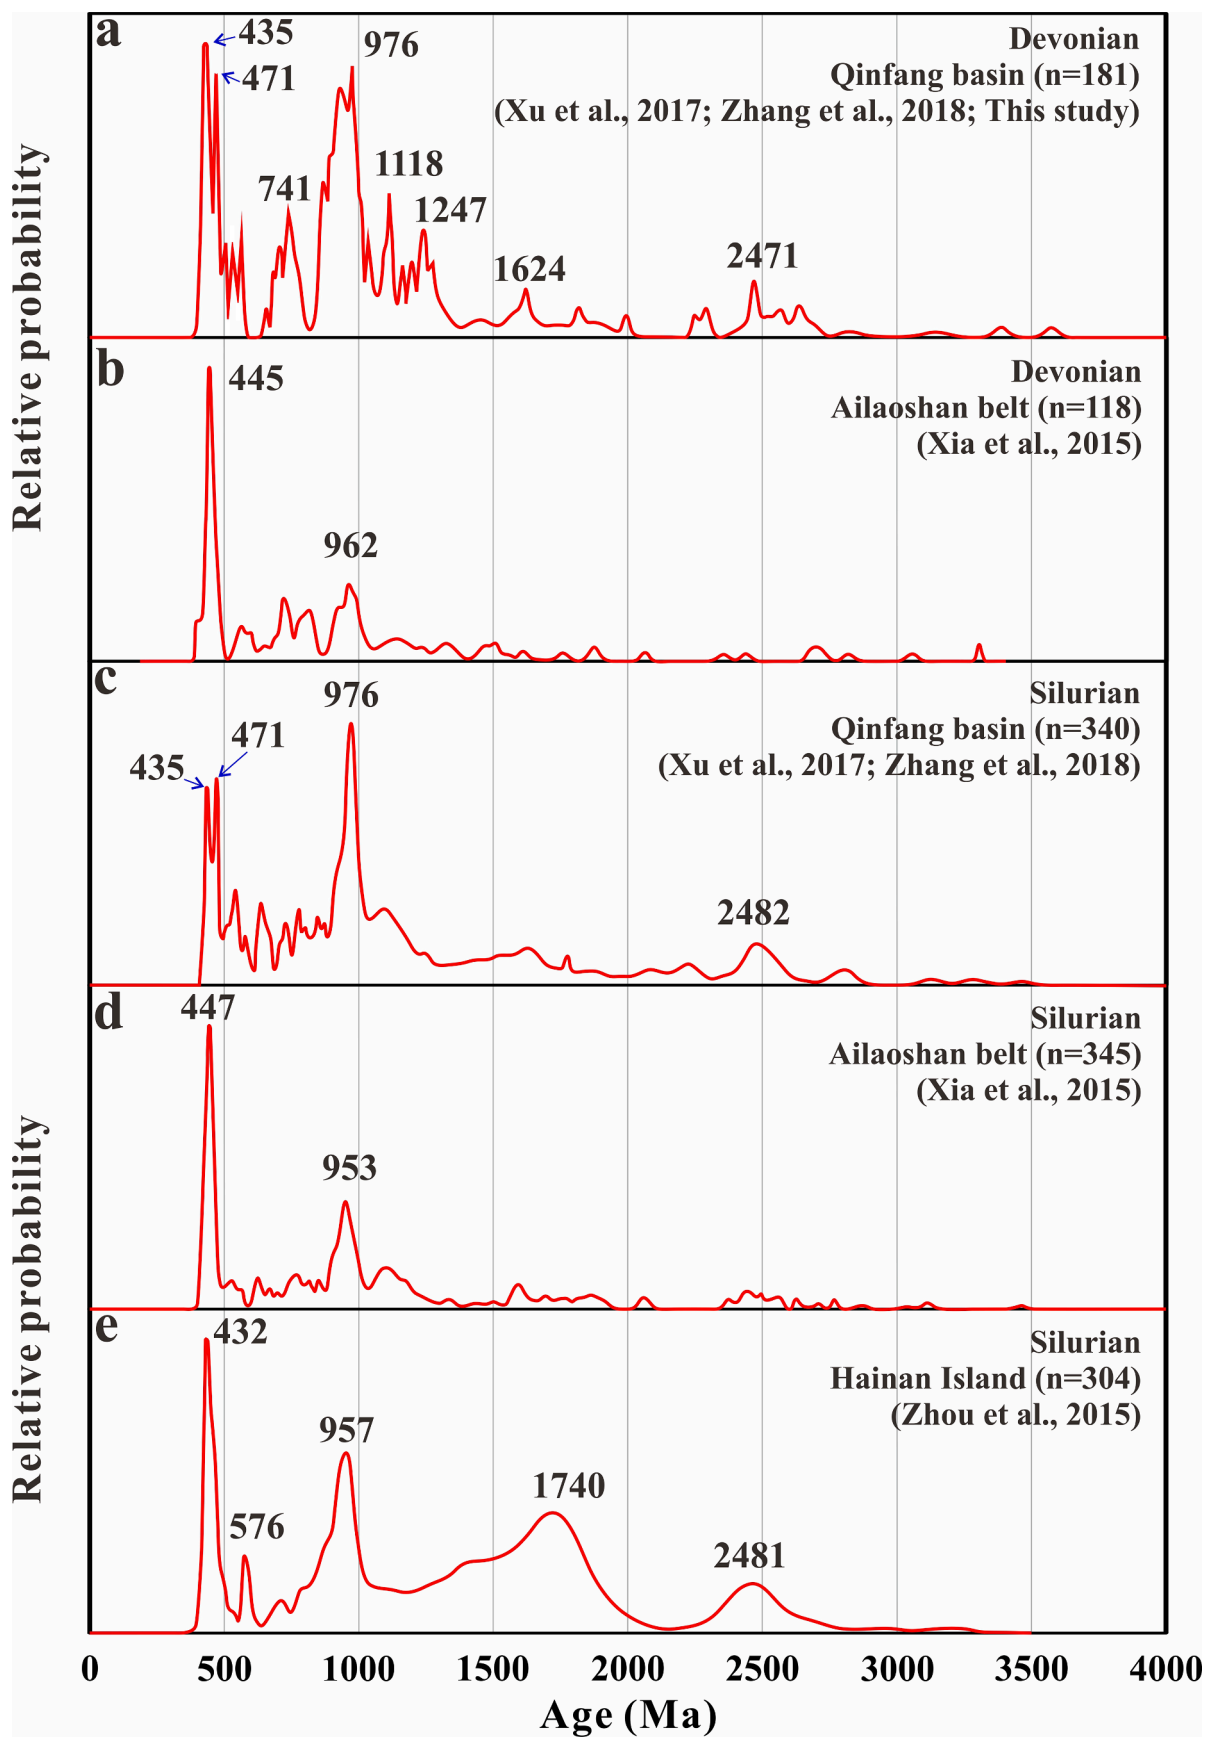 a
435
471
976
741
1118
1247
1624
2471
Devonian
Qinfang basin (n=181)
(Xu et al., 2017; Zhang et al., 2018; This study)
Relative probability
b
445
962
Devonian
Ailaoshan belt (n=118)
(Xia et al., 2015)
c
435
471
976
2482
Silurian
Qinfang basin (n=340)
(Xu et al., 2017; Zhang et al., 2018)
d
447
953
Silurian
Ailaoshan belt (n=345)
(Xia et al., 2015)
Relative probability
e
432
576
957
1740
2481
Silurian
Hainan Island (n=304)
(Zhou et al., 2015)
0 500 1000 1500 2000 2500 3000 3500 4000
Age (Ma)